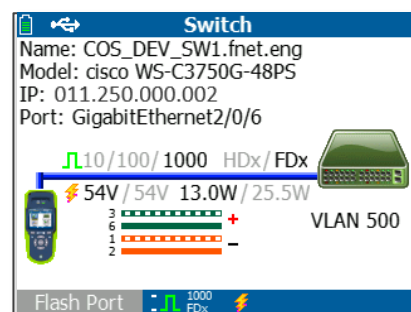 Switch
Name: COS_DEV_SW1.fnet.eng
Model: cisco WS-C3750G-48PS
IP: 011.250.000.002
Port: GigabitEthernet2/0/6
10/100/1000 HDx/FDx
54V/54V 13.0W/25.5W
3
6
+
1
2
−
VLAN 500
Flash Port
1000
FDx